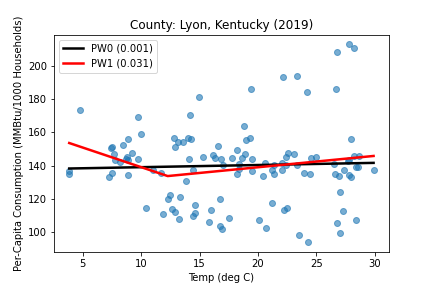 County: Lyon, Kentucky (2019)
PW0 (0.001)
PW1 (0.031)
Per-Capita Consumption (MMBtu/1000 Households)
200
180
160
140
120
100
5 10 15 20 25 30
Temp (deg C)